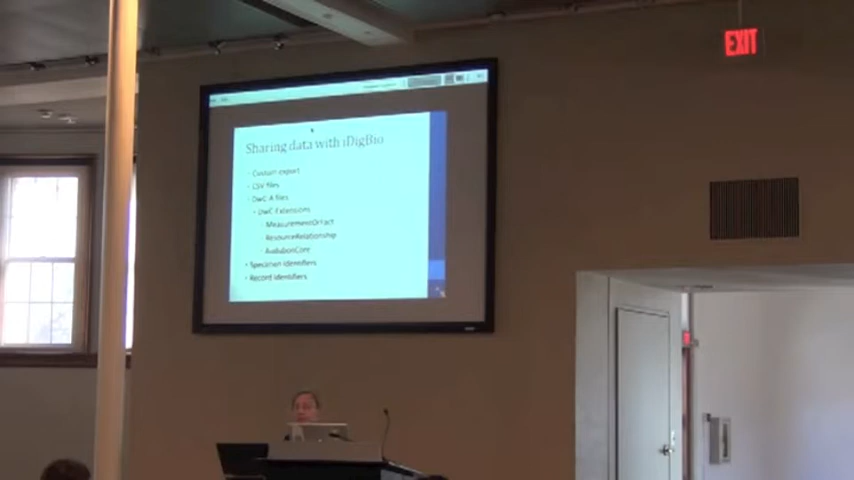 EXIT
Sharing data with iDigBio
Custom export
CSV files
DwC-A files
DwC Extensions
MeasurementOrFact
ResourceRelationship
AudubonCore
Specimen Identifiers
Record Identifiers